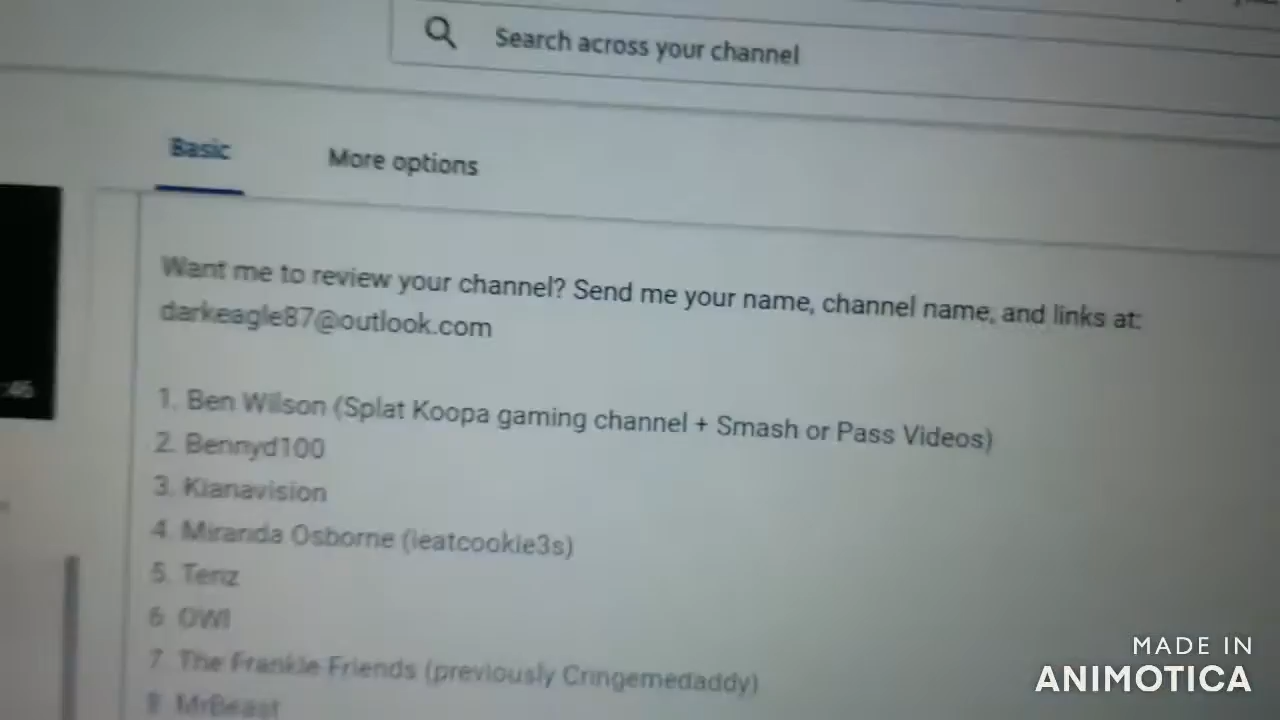 Search across your channel
Basic
More options
Want me to review your channel? Send me your name, channel name, and links at:
darkeagle87@outlook.com
1. Ben Wilson (Splat Koopa gaming channel + Smash or Pass Videos)
2. Bennyd100
3. Kianavision
4. Miranda Osborne (ieatcookie3s)
5. Tenz
6. OWI
7. The Frankie Friends (previously Cringemedaddy)
8. MrBeast
MADE IN
ANIMOTICA